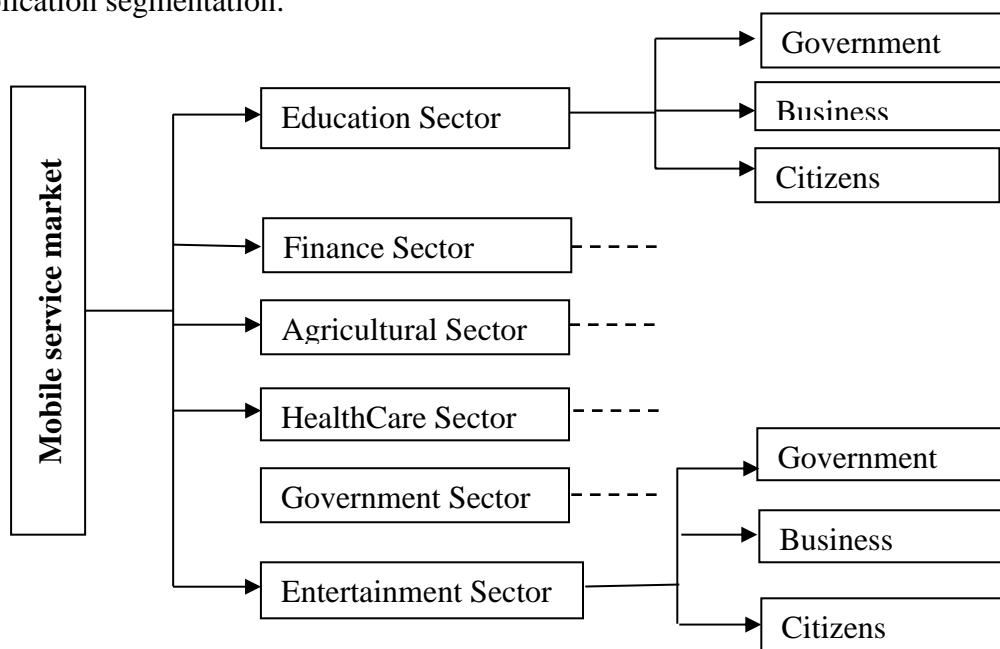 segmentation.
Government
Education Sector
Business
Citizens
Mobile service market
Finance Sector
Agricultural Sector
HealthCare Sector
Government Sector
Entertainment Sector
Government
Business
Citizens